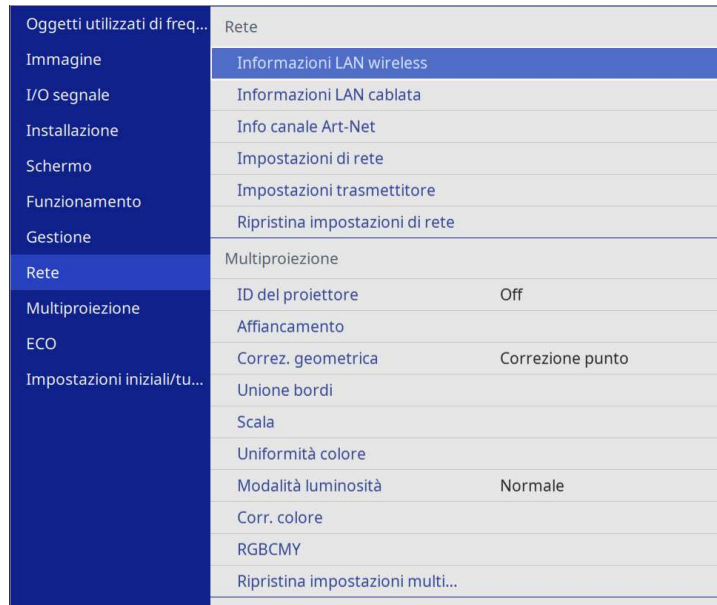 Oggetti utilizzati di freq...
Immagine
I/O segnale
Installazione
Schermo
Funzionamento
Gestione
Rete
Multiproiezione
ECO
Impostazioni iniziali/tu...
Rete
Informazioni LAN wireless
Informazioni LAN cablata
Info canale Art-Net
Impostazioni di rete
Impostazioni trasmettitore
Ripristina impostazioni di rete
Multiproiezione
ID del proiettore Off
Affiancamento
Correz. geometrica Correzione punto
Unione bordi
Scala
Uniformità colore
Modalità luminosità Normale
Corr. colore
RGBCMY
Ripristina impostazioni multi...